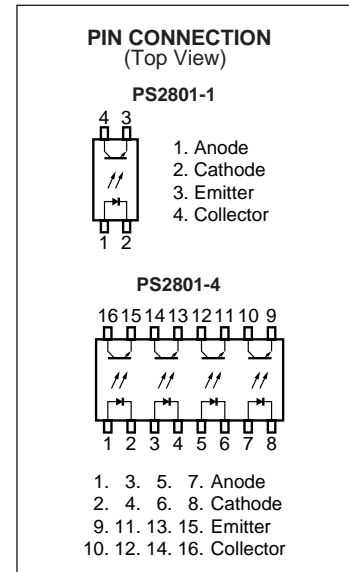 PIN CONNECTION
(Top View)
PS2801-1
4 3
1. Anode
2. Cathode
3. Emitter
4. Collector
1 2
PS2801-4
16 15 14 13 12 11 10 9
1 2 3 4 5 6 7 8
1. 3. 5. 7. Anode
2. 4. 6. 8. Cathode
9. 11. 13. 15. Emitter
10. 12. 14. 16. Collector